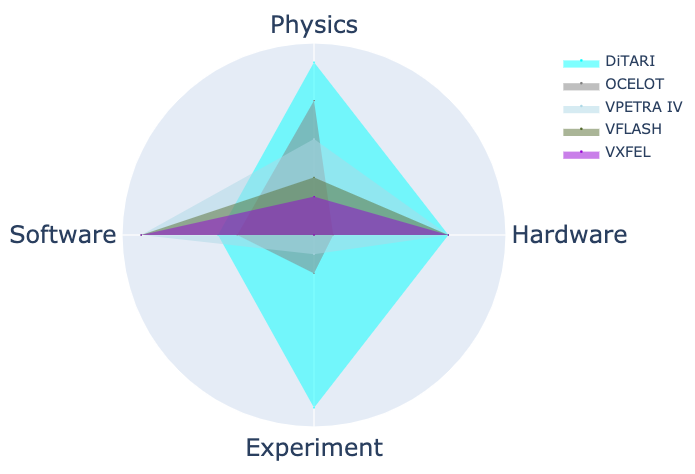 Physics
DiTARI
OCELOT
VPETRA IV
VFLASH
VXFEL
Software
Hardware
Experiment